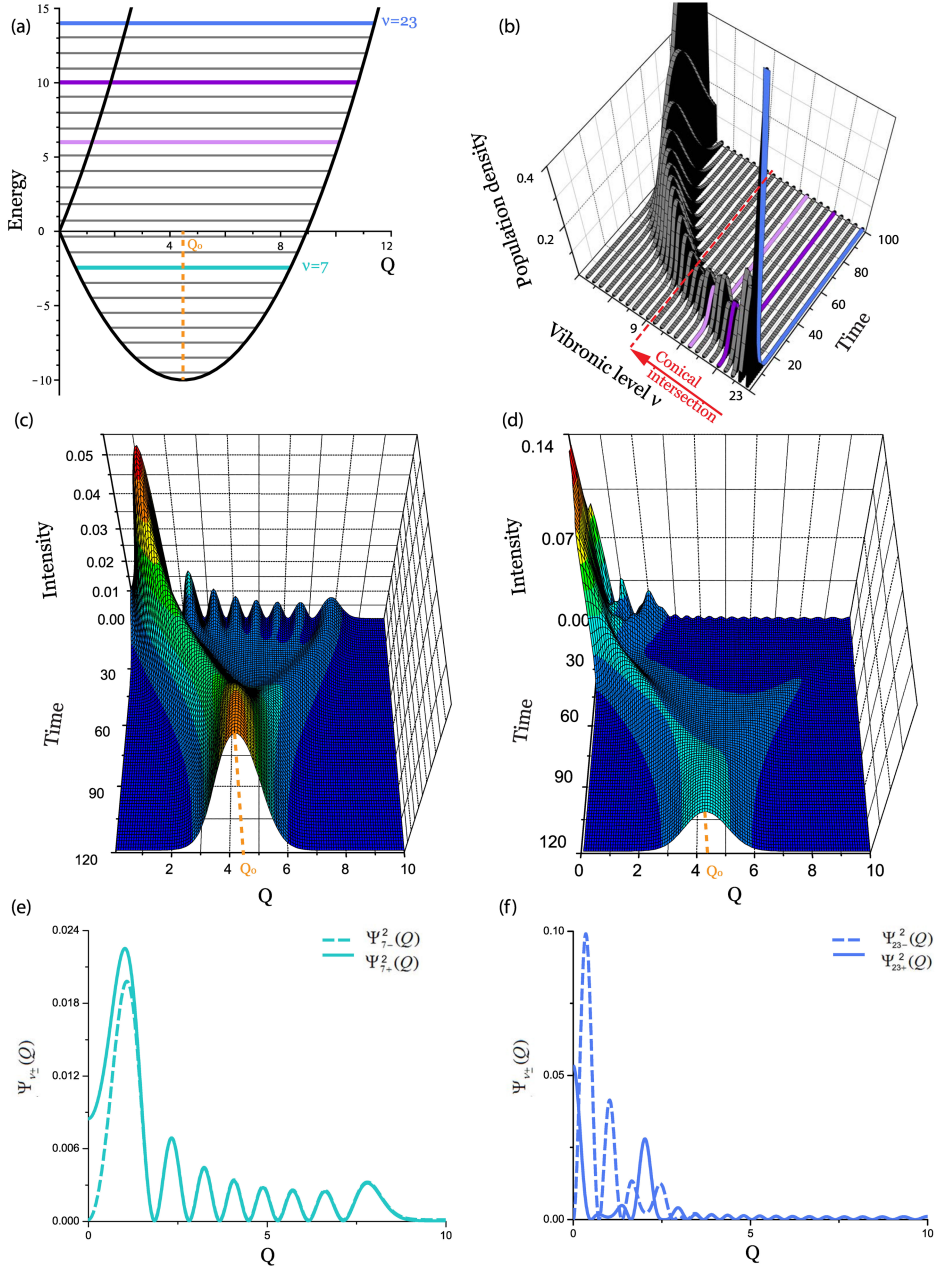 (a)
15
10
5
0
−5
−10
Energy
4
8
12
Q
Q₀
ν=23
ν=7
(b)
Population density
0.4
0.2
9
23
Vibronic level ν
Conical
intersection
20
40
60
80
100
Time
(c)
Intensity
0.05
0.04
0.03
0.02
0.01
0.00
30
60
90
120
Time
2
4
6
8
10
Q₀
Q
(d)
Intensity
0.14
0.07
0.00
30
60
90
120
Time
0
2
4
6
8
10
Q₀
Q
(e)
0.024
0.018
0.012
0.006
0.000
Ψν±(Q)
Ψ²7−(Q)
Ψ²7+(Q)
0
5
10
Q
(f)
0.10
0.05
0.00
Ψν±(Q)
Ψ²23−(Q)
Ψ²23+(Q)
0
5
10
Q